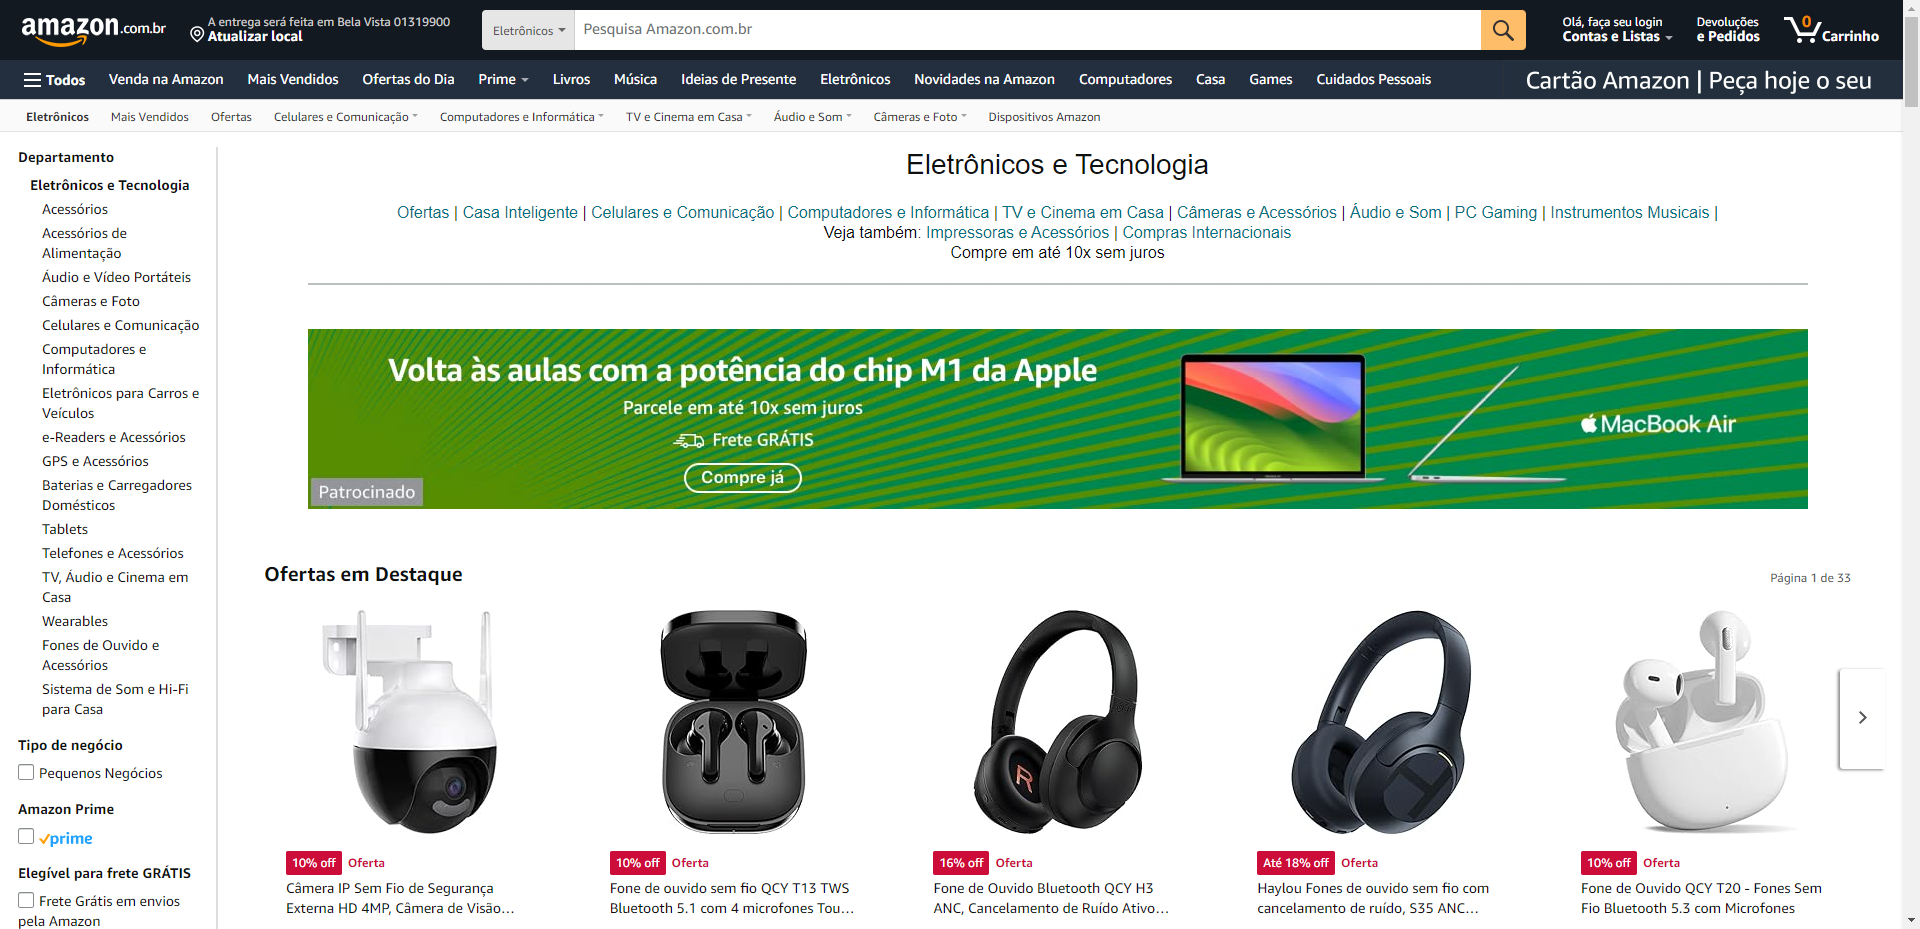 amazon.com.br
A entrega será feita em Bela Vista 01319900
Atualizar local
Eletrônicos
Pesquisa Amazon.com.br
Olá, faça seu login
Contas e Listas
Devoluções
e Pedidos
0
Carrinho
Todos
Venda na Amazon
Mais Vendidos
Ofertas do Dia
Prime
Livros
Música
Ideias de Presente
Eletrônicos
Novidades na Amazon
Computadores
Casa
Games
Cuidados Pessoais
Cartão Amazon | Peça hoje o seu
Eletrônicos
Mais Vendidos
Ofertas
Celulares e Comunicação
Computadores e Informática
TV e Cinema em Casa
Áudio e Som
Câmeras e Foto
Dispositivos Amazon
Departamento
Eletrônicos e Tecnologia
Acessórios
Acessórios de
Alimentação
Áudio e Vídeo Portáteis
Câmeras e Foto
Celulares e Comunicação
Computadores e
Informática
Eletrônicos para Carros e
Veículos
e-Readers e Acessórios
GPS e Acessórios
Baterias e Carregadores
Domésticos
Tablets
Telefones e Acessórios
TV, Áudio e Cinema em
Casa
Wearables
Fones de Ouvido e
Acessórios
Sistema de Som e Hi-Fi
para Casa
Tipo de negócio
Pequenos Negócios
Amazon Prime
prime
Elegível para frete GRÁTIS
Frete Grátis em envios
pela Amazon
Eletrônicos e Tecnologia
Ofertas | Casa Inteligente | Celulares e Comunicação | Computadores e Informática | TV e Cinema em Casa | Câmeras e Acessórios | Áudio e Som | PC Gaming | Instrumentos Musicais |
Veja também: Impressoras e Acessórios | Compras Internacionais
Compre em até 10x sem juros
Volta às aulas com a potência do chip M1 da Apple
Parcele em até 10x sem juros
Frete GRÁTIS
Compre já
MacBook Air
Patrocinado
Ofertas em Destaque
Página 1 de 33
10% off Oferta
Câmera IP Sem Fio de Segurança
Externa HD 4MP, Câmera de Visão…
10% off Oferta
Fone de ouvido sem fio QCY T13 TWS
Bluetooth 5.1 com 4 microfones Tou…
16% off Oferta
Fone de Ouvido Bluetooth QCY H3
ANC, Cancelamento de Ruído Ativo…
Até 18% off Oferta
Haylou Fones de ouvido sem fio com
cancelamento de ruído, S35 ANC…
10% off Oferta
Fone de Ouvido QCY T20 - Fones Sem
Fio Bluetooth 5.3 com Microfones